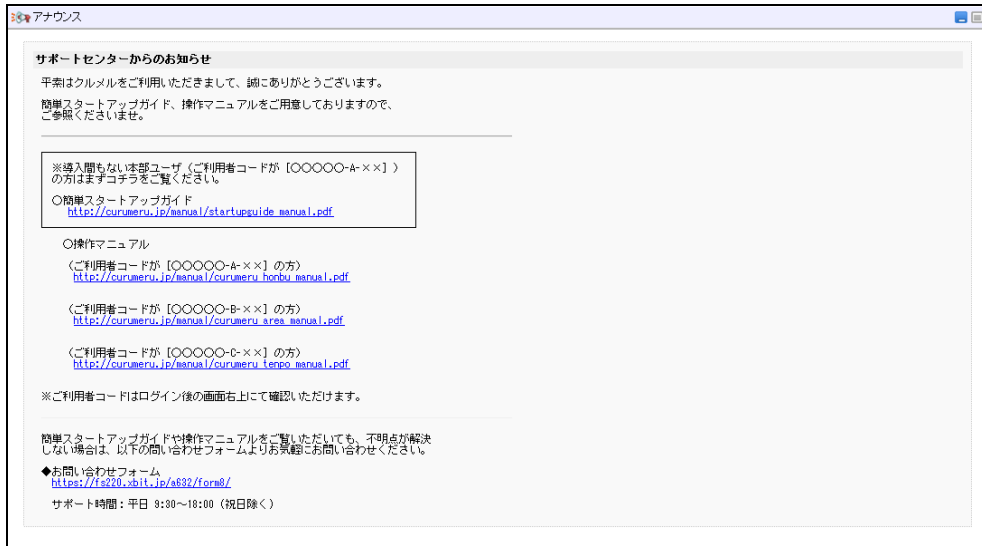 アナウンス
サポートセンターからのお知らせ
平素はクルメルをご利用いただきまして、誠にありがとうございます。
簡単スタートアップガイド、操作マニュアルをご用意しておりますので、
ご参照くださいませ。
※導入間もない本部ユーザ（ご利用者コードが [〇〇〇〇〇-A-××] ）
の方はまずコチラをご覧ください。
〇簡単スタートアップガイド
http://curumeru.jp/manual/startupguide_manual.pdf
〇操作マニュアル
（ご利用者コードが [〇〇〇〇〇-A-××] の方）
http://curumeru.jp/manual/curumeru_honbu_manual.pdf
（ご利用者コードが [〇〇〇〇〇-B-××] の方）
http://curumeru.jp/manual/curumeru_area_manual.pdf
（ご利用者コードが [〇〇〇〇〇-C-××] の方）
http://curumeru.jp/manual/curumeru_tenpo_manual.pdf
※ご利用者コードはログイン後の画面右上にて確認いただけます。
簡単スタートアップガイドや操作マニュアルをご覧いただいても、不明点が解決
しない場合は、以下の問い合わせフォームよりお気軽にお問い合わせください。
◆お問い合わせフォーム
https://fs220.xbit.jp/a632/form8/
サポート時間：平日 9:30～18:00（祝日除く）